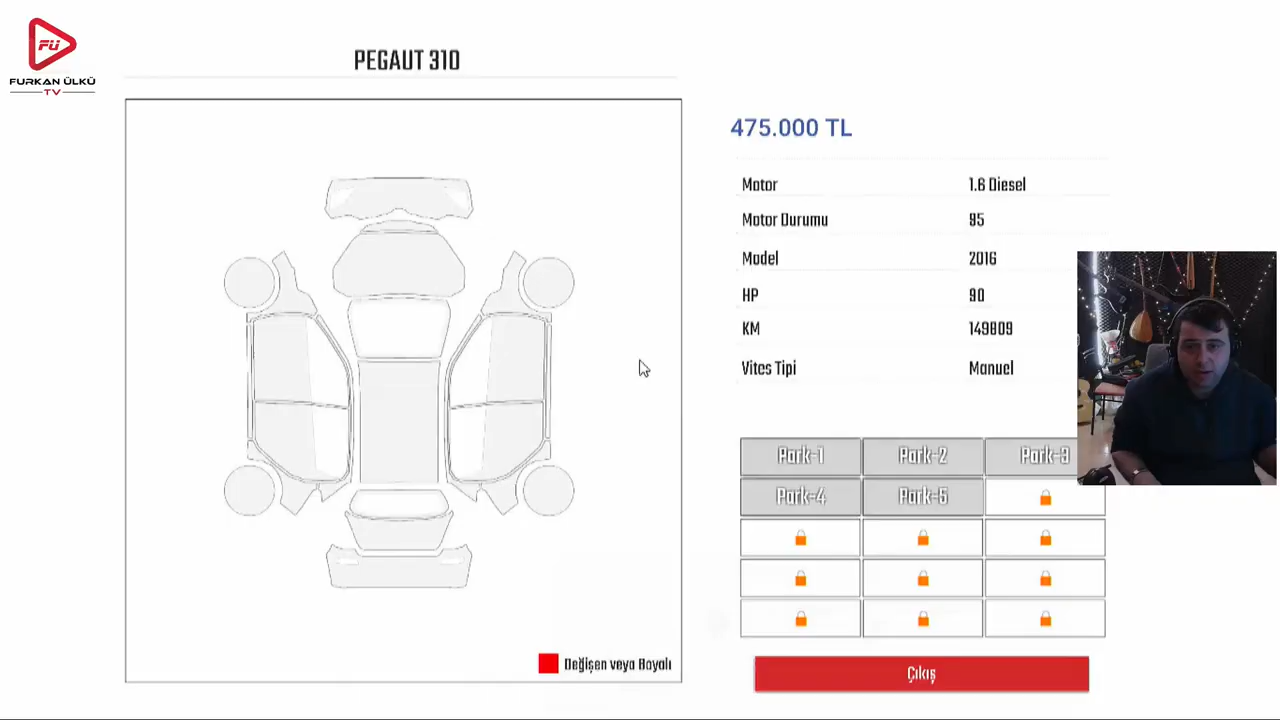 FU
FURKAN ÜLKÜ
TV
PEGAUT 310
475.000 TL
Motor 1.6 Diesel
Motor Durumu 95
Model 2016
HP 90
KM 149809
Vites Tipi Manuel
Park-1 Park-2 Park-3
Park-4 Park-5
Değişen veya Boyalı
Çıkış